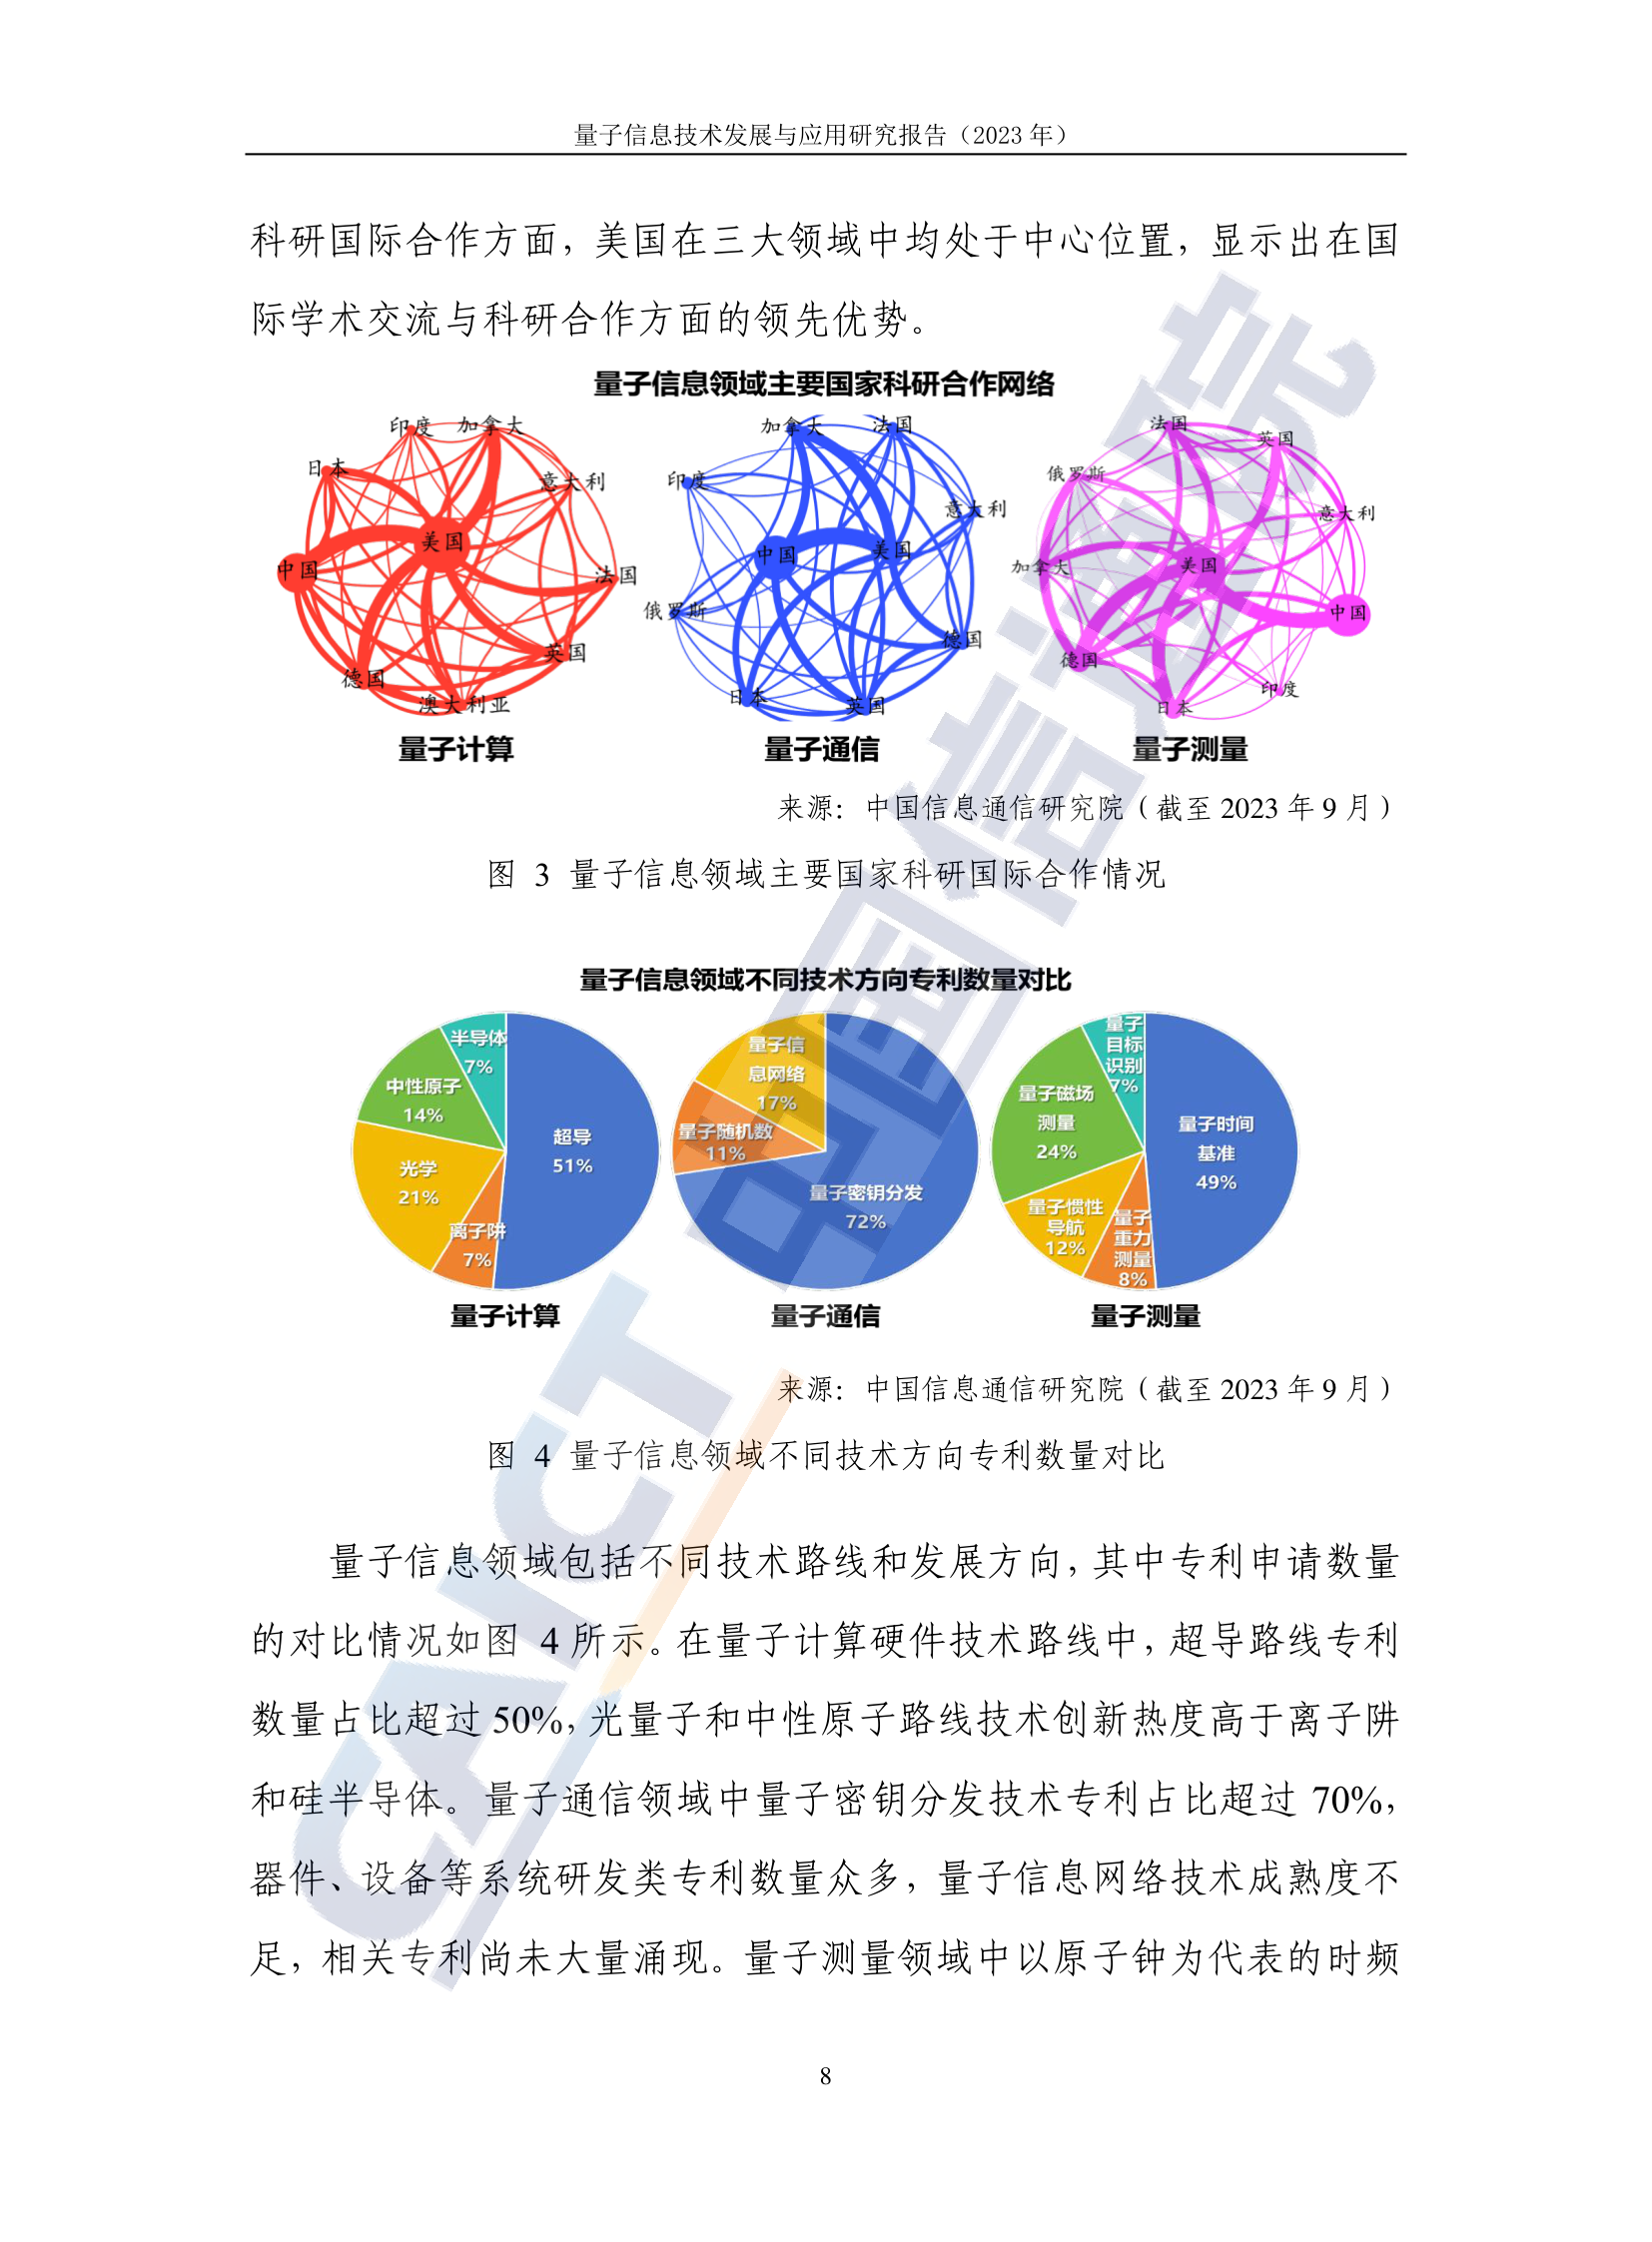 量子信息技术发展与应用研究报告（2023 年）
科研国际合作方面，美国在三大领域中均处于中心位置，显示出在国
际学术交流与科研合作方面的领先优势。
量子信息领域主要国家科研合作网络
印度 加拿大
日本
意大利
美国
中国
法国
英国
德国
澳大利亚
量子计算
加拿大 法国
印度
意大利
中国 美国
俄罗斯
德国
日本
英国
量子通信
法国
英国
俄罗斯
意大利
加拿大
美国
中国
德国
印度
日本
量子测量
来源：中国信息通信研究院（截至 2023 年 9 月）
图 3 量子信息领域主要国家科研国际合作情况
量子信息领域不同技术方向专利数量对比
半导体
7%
中性原子
14%
超导
51%
光学
21%
离子阱
7%
量子计算
量子信
息网络
17%
量子随机数
11%
量子密钥分发
72%
量子通信
量子
目标
识别
7%
量子磁场
测量
24%
量子时间
基准
49%
量子惯性
导航
12%
量子
重力
测量
8%
量子测量
来源：中国信息通信研究院（截至 2023 年 9 月）
图 4 量子信息领域不同技术方向专利数量对比
量子信息领域包括不同技术路线和发展方向，其中专利申请数量
的对比情况如图 4 所示。在量子计算硬件技术路线中，超导路线专利
数量占比超过 50%，光量子和中性原子路线技术创新热度高于离子阱
和硅半导体。量子通信领域中量子密钥分发技术专利占比超过 70%，
器件、设备等系统研发类专利数量众多，量子信息网络技术成熟度不
足，相关专利尚未大量涌现。量子测量领域中以原子钟为代表的时频
8
CAICT 中国信通院